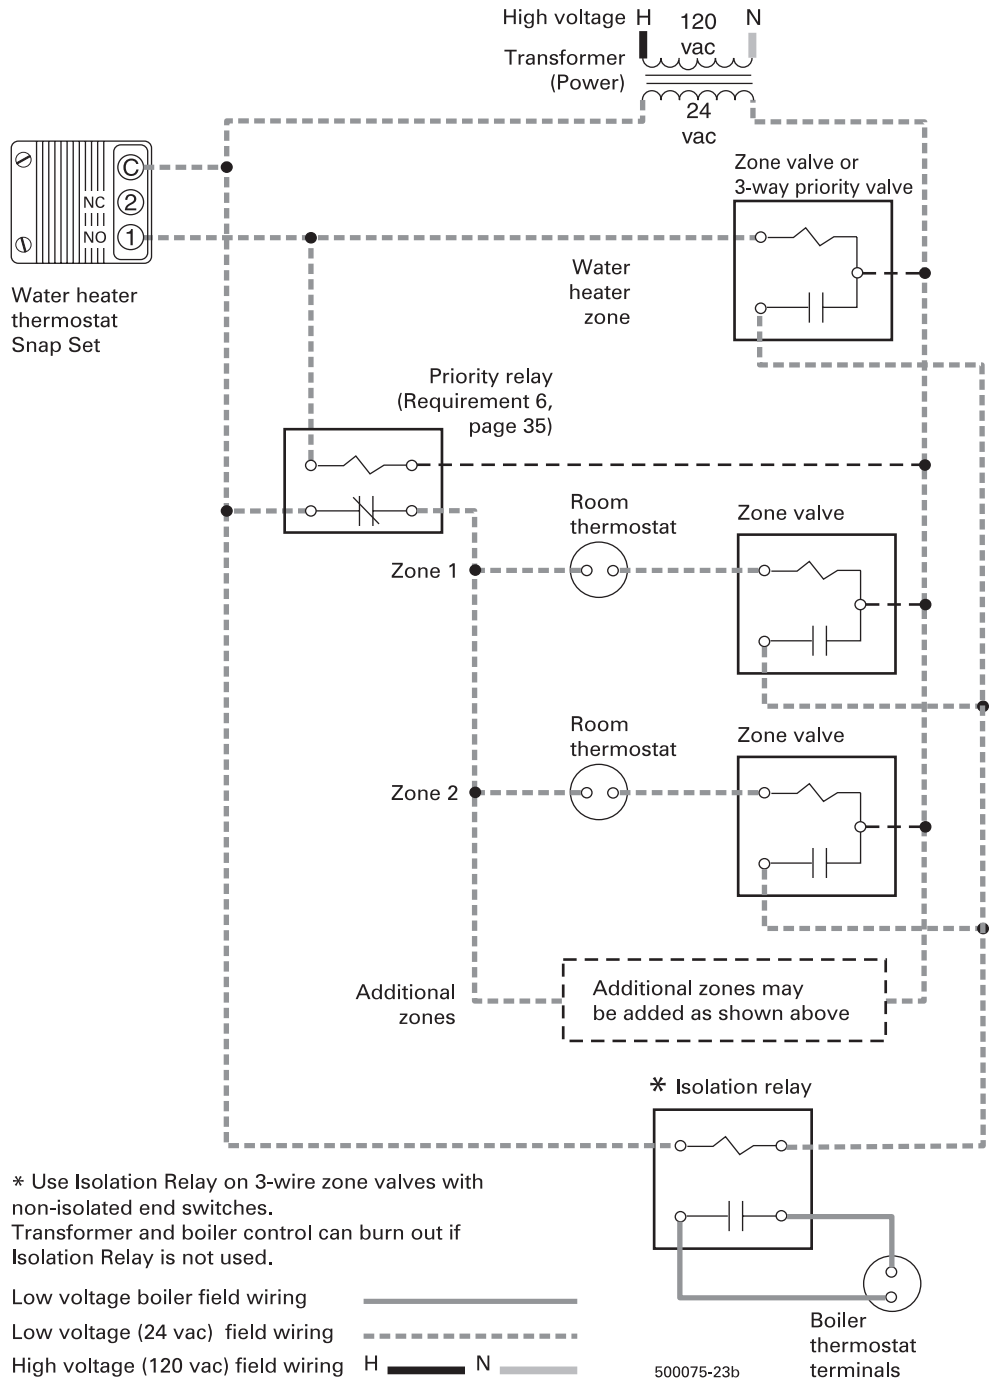 High voltage H 120 vac N
Transformer
(Power)
24
vac
C
NC 2
NO 1
Water heater
thermostat
Snap Set
Zone valve or
3-way priority valve
Water
heater
zone
Priority relay
(Requirement 6,
page 35)
Room
thermostat
Zone valve
Zone 1
Room
thermostat
Zone valve
Zone 2
Additional
zones
Additional zones may
be added as shown above
* Isolation relay
* Use Isolation Relay on 3-wire zone valves with
non-isolated end switches.
Transformer and boiler control can burn out if
Isolation Relay is not used.
Low voltage boiler field wiring
Low voltage (24 vac) field wiring
High voltage (120 vac) field wiring H N
500075-23b
Boiler
thermostat
terminals